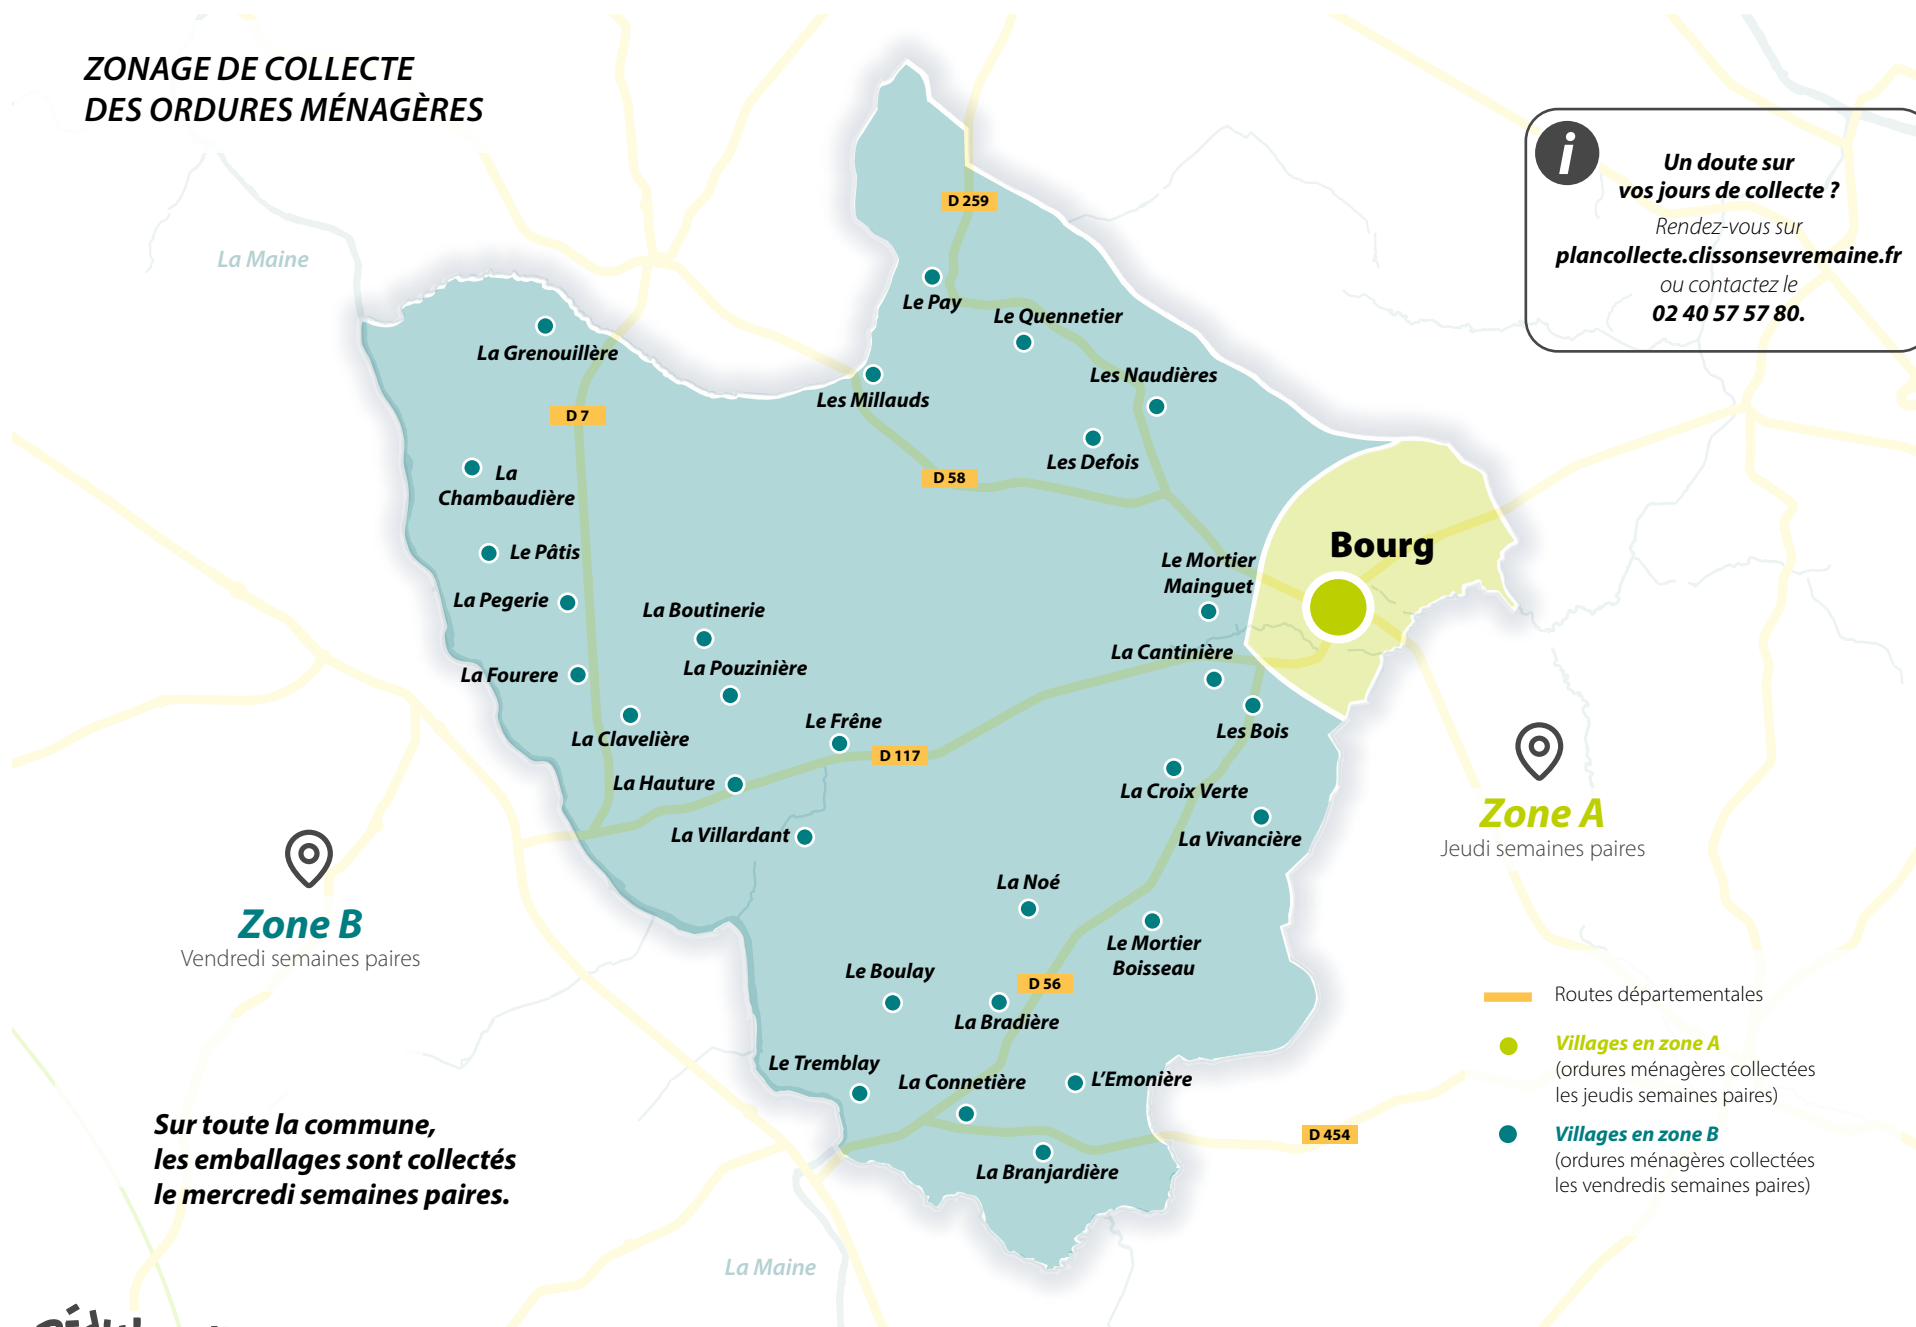 ZONAGE DE COLLECTE
DES ORDURES MÉNAGÈRES
i
Un doute sur
vos jours de collecte ?
Rendez-vous sur
plancollecte.clissonsevremaine.fr
ou contactez le
02 40 57 57 80.
La Maine
D 259
Le Pay
Le Quennetier
La Grenouillère
Les Millauds
Les Naudières
D 7
Les Defois
D 58
La
Chambaudière
Bourg
Le Pâtis
Le Mortier
Mainguet
La Pegerie
La Boutinerie
La Cantinière
La Fourere
La Pouzinière
Le Frêne
La Clavelière
Les Bois
D 117
La Hauture
La Croix Verte
La Villardant
La Vivancière
Zone A
Jeudi semaines paires
Zone B
Vendredi semaines paires
La Noé
Le Mortier
Boisseau
Le Boulay
D 56
La Bradière
Le Tremblay
La Connetière
L'Emonière
D 454
La Branjardière
Routes départementales
Villages en zone A
(ordures ménagères collectées
les jeudis semaines paires)
Villages en zone B
(ordures ménagères collectées
les vendredis semaines paires)
Sur toute la commune,
les emballages sont collectés
le mercredi semaines paires.
La Maine